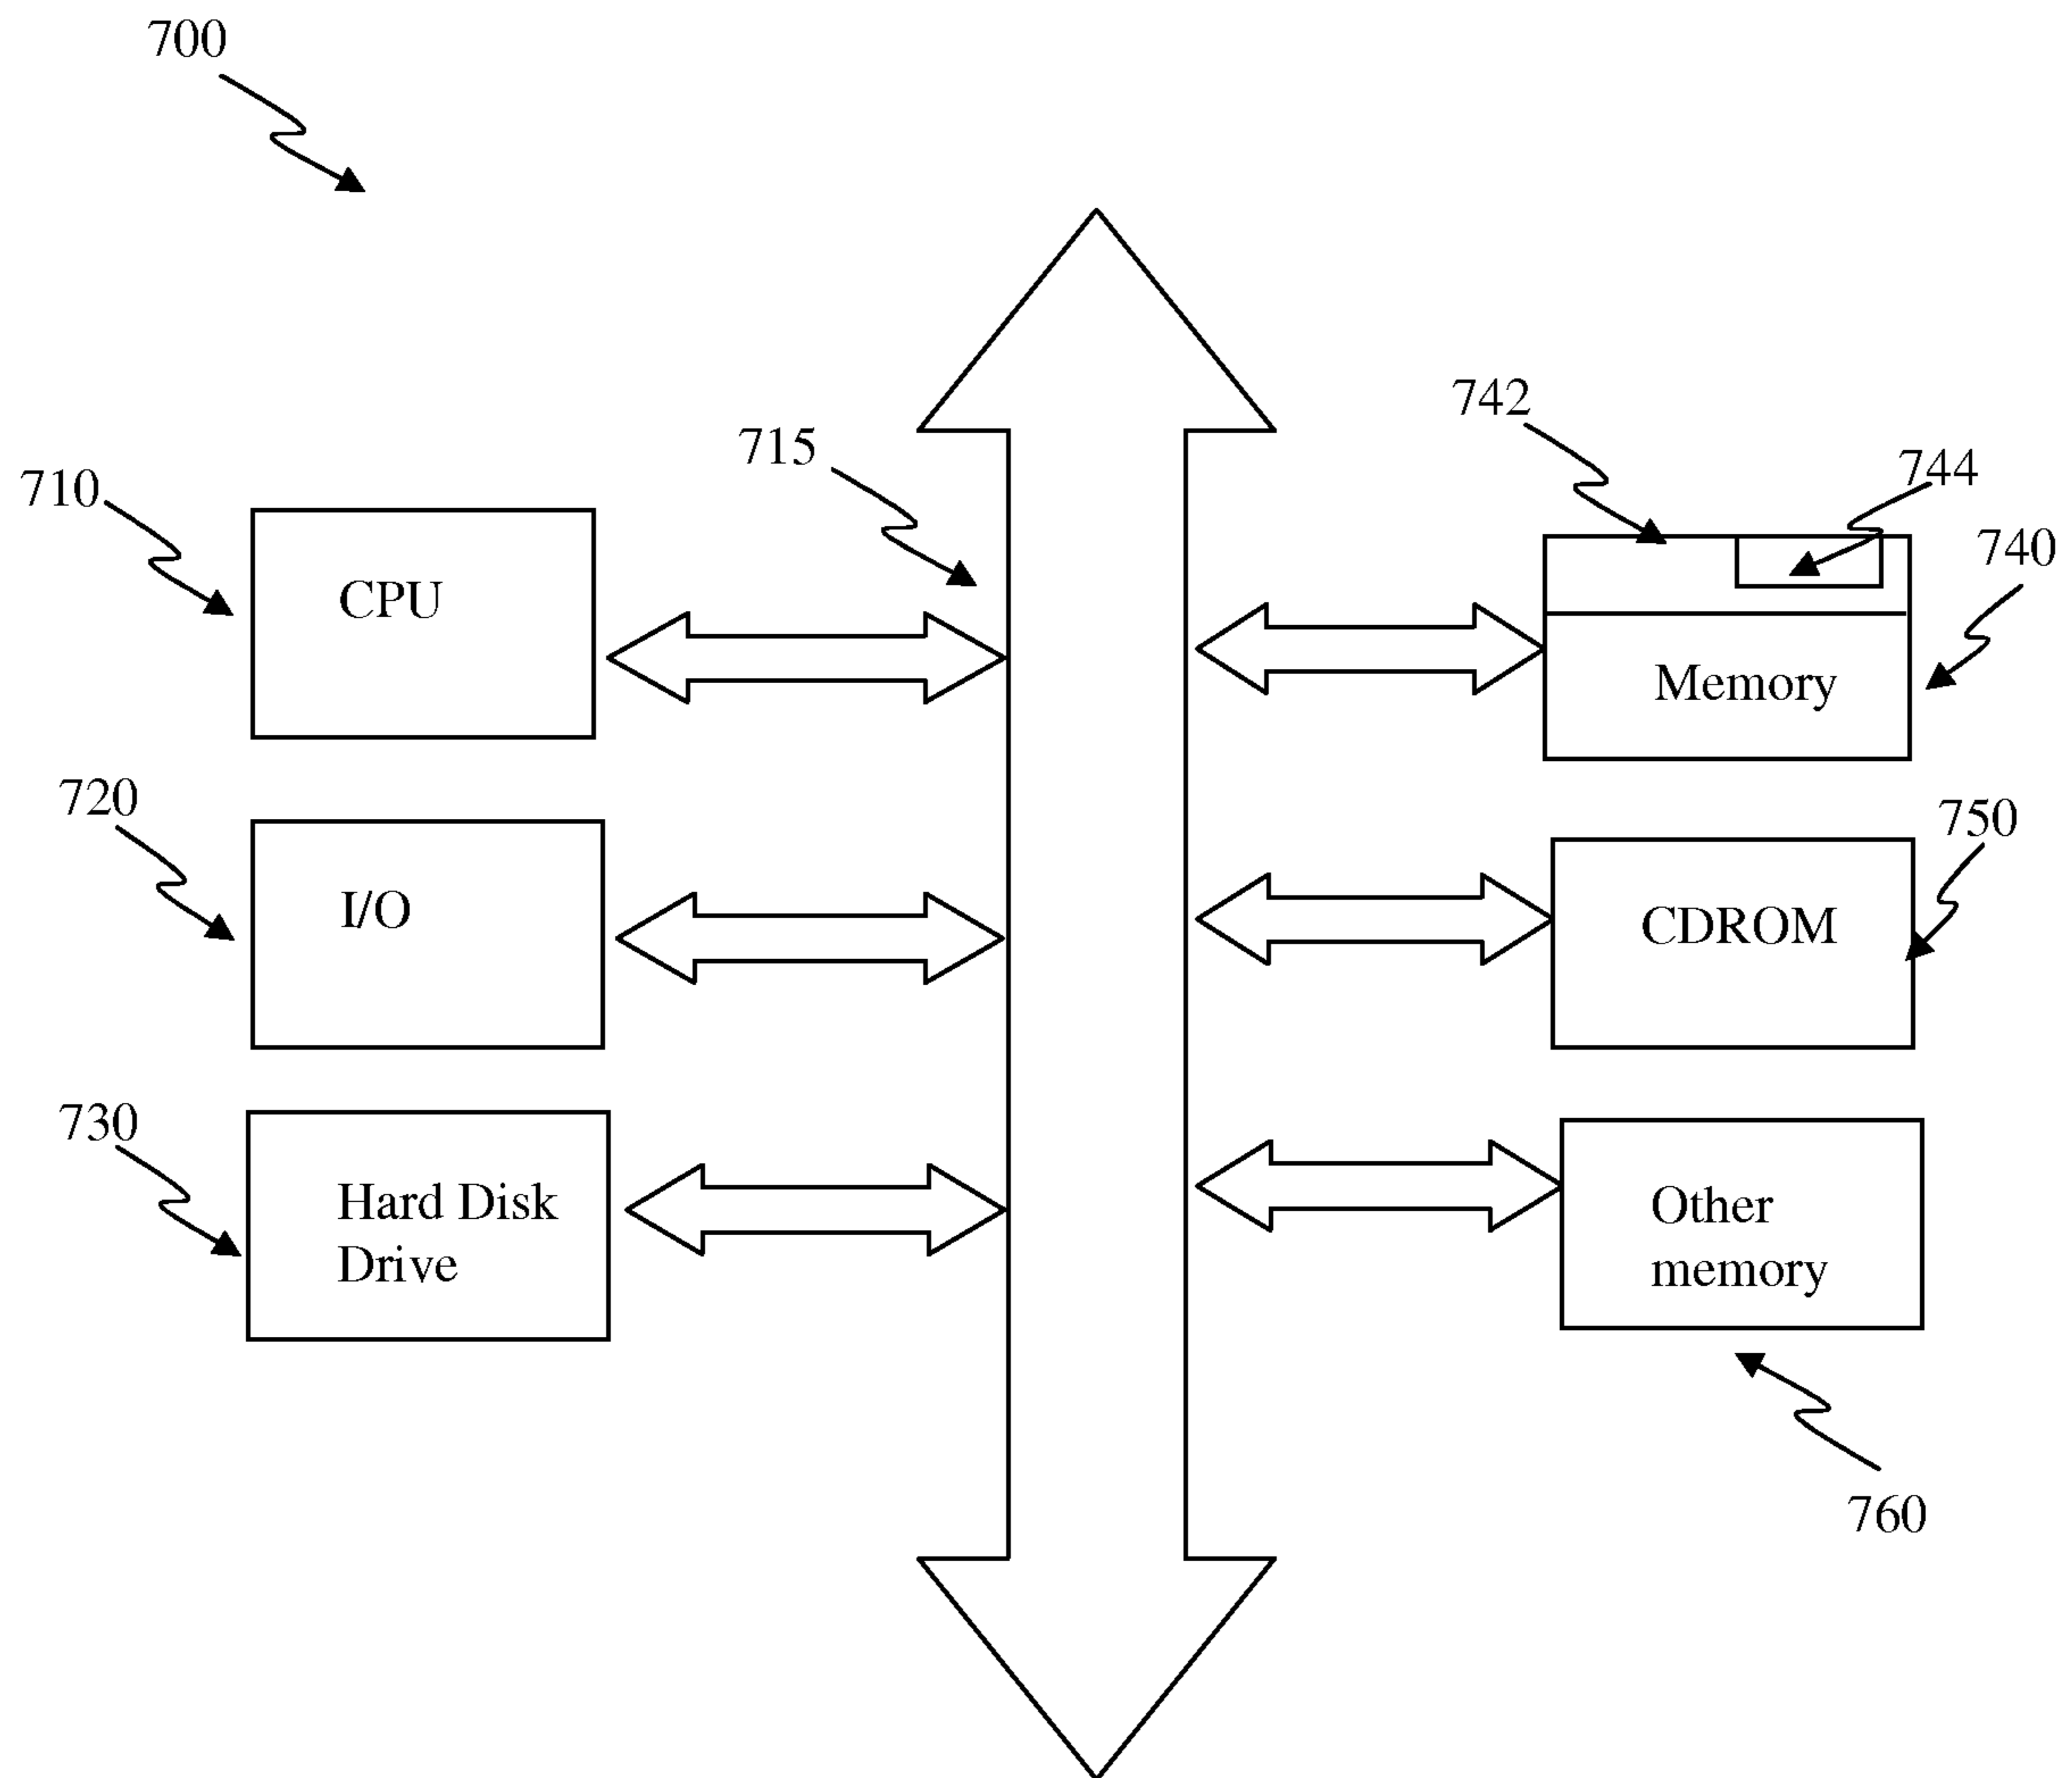 700
742
715
744
710
740
CPU
Memory
720
750
I/O
CDROM
730
Hard Disk
Drive
Other
memory
760